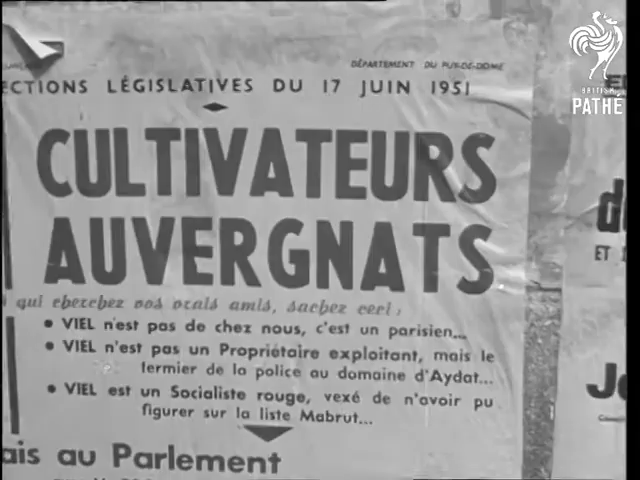 DÉPARTEMENT DU PUY-DE-DOME
ECTIONS LÉGISLATIVES DU 17 JUIN 1951
CULTIVATEURS
AUVERGNATS
qui cherchez vos vrais amis, sachez ceci :
• VIEL n'est pas de chez nous, c'est un parisien...
• VIEL n'est pas un Propriétaire exploitant, mais le
fermier de la police au domaine d'Aydat...
• VIEL est un Socialiste rouge, vexé de n'avoir pu
figurer sur la liste Mabrut...
ais au Parlement
ET
BRITISH
PATHÉ